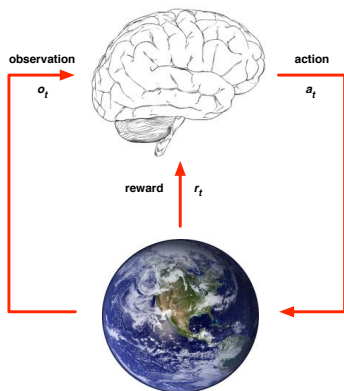 observation
o_t
action
a_t
reward
r_t